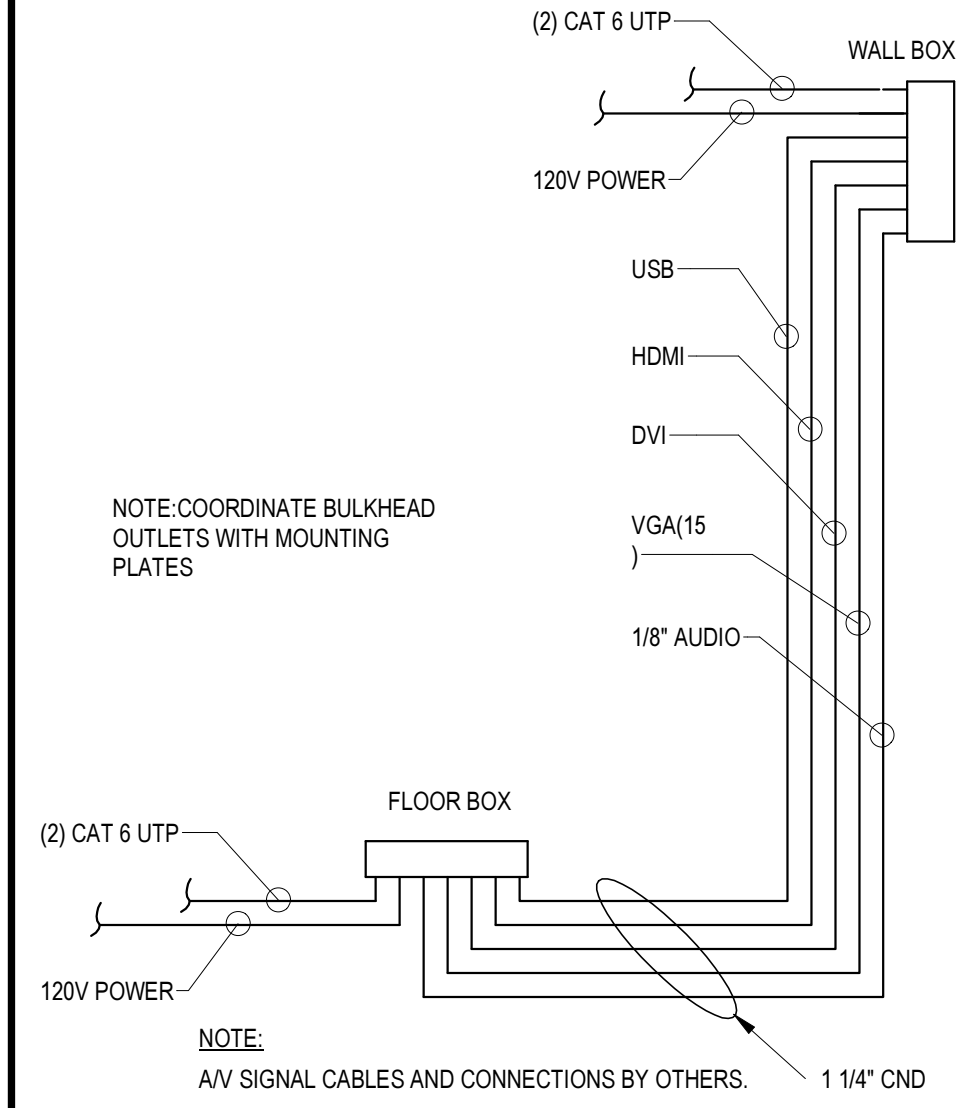 (2) CAT 6 UTP
WALL BOX
120V POWER
USB
HDMI
DVI
NOTE:COORDINATE BULKHEAD
OUTLETS WITH MOUNTING
PLATES
VGA(15
)
1/8" AUDIO
FLOOR BOX
(2) CAT 6 UTP
120V POWER
NOTE:
A/V SIGNAL CABLES AND CONNECTIONS BY OTHERS.
1 1/4" CND